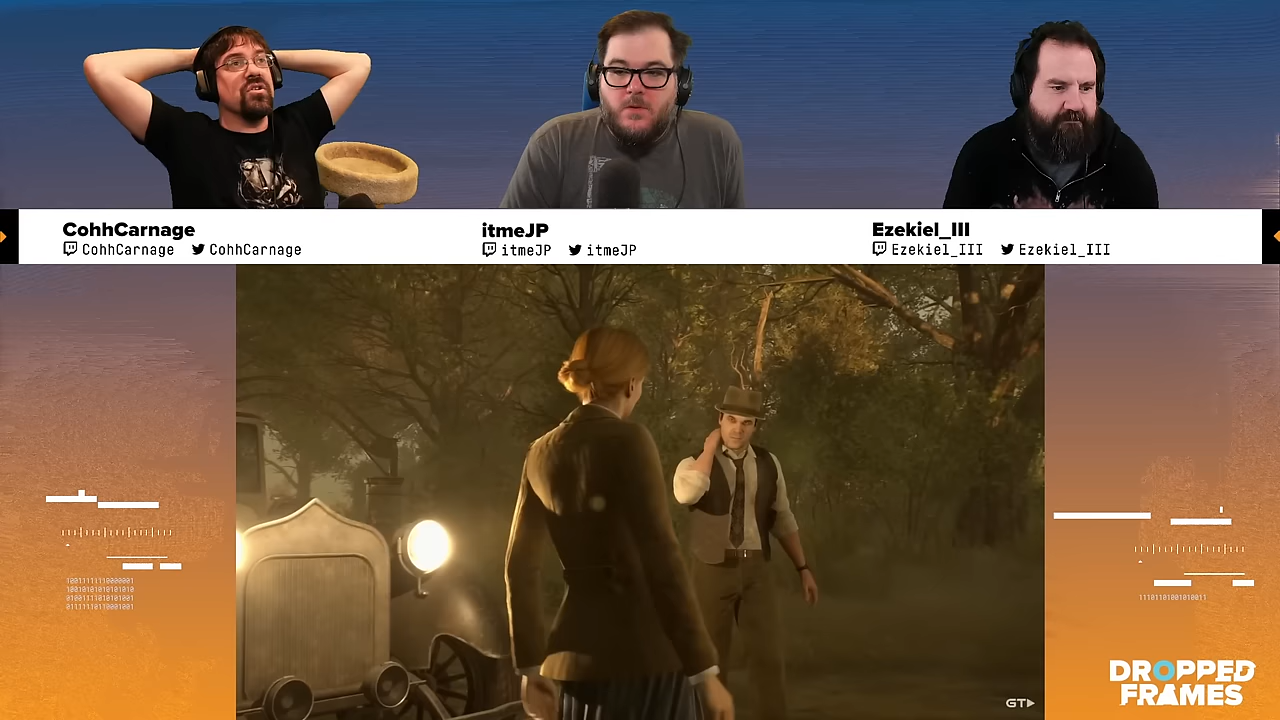 CohhCarnage
CohhCarnage CohhCarnage
itmeJP
itmeJP itmeJP
Ezekiel_III
Ezekiel_III Ezekiel_III
GT
DROPPED
FRAMES